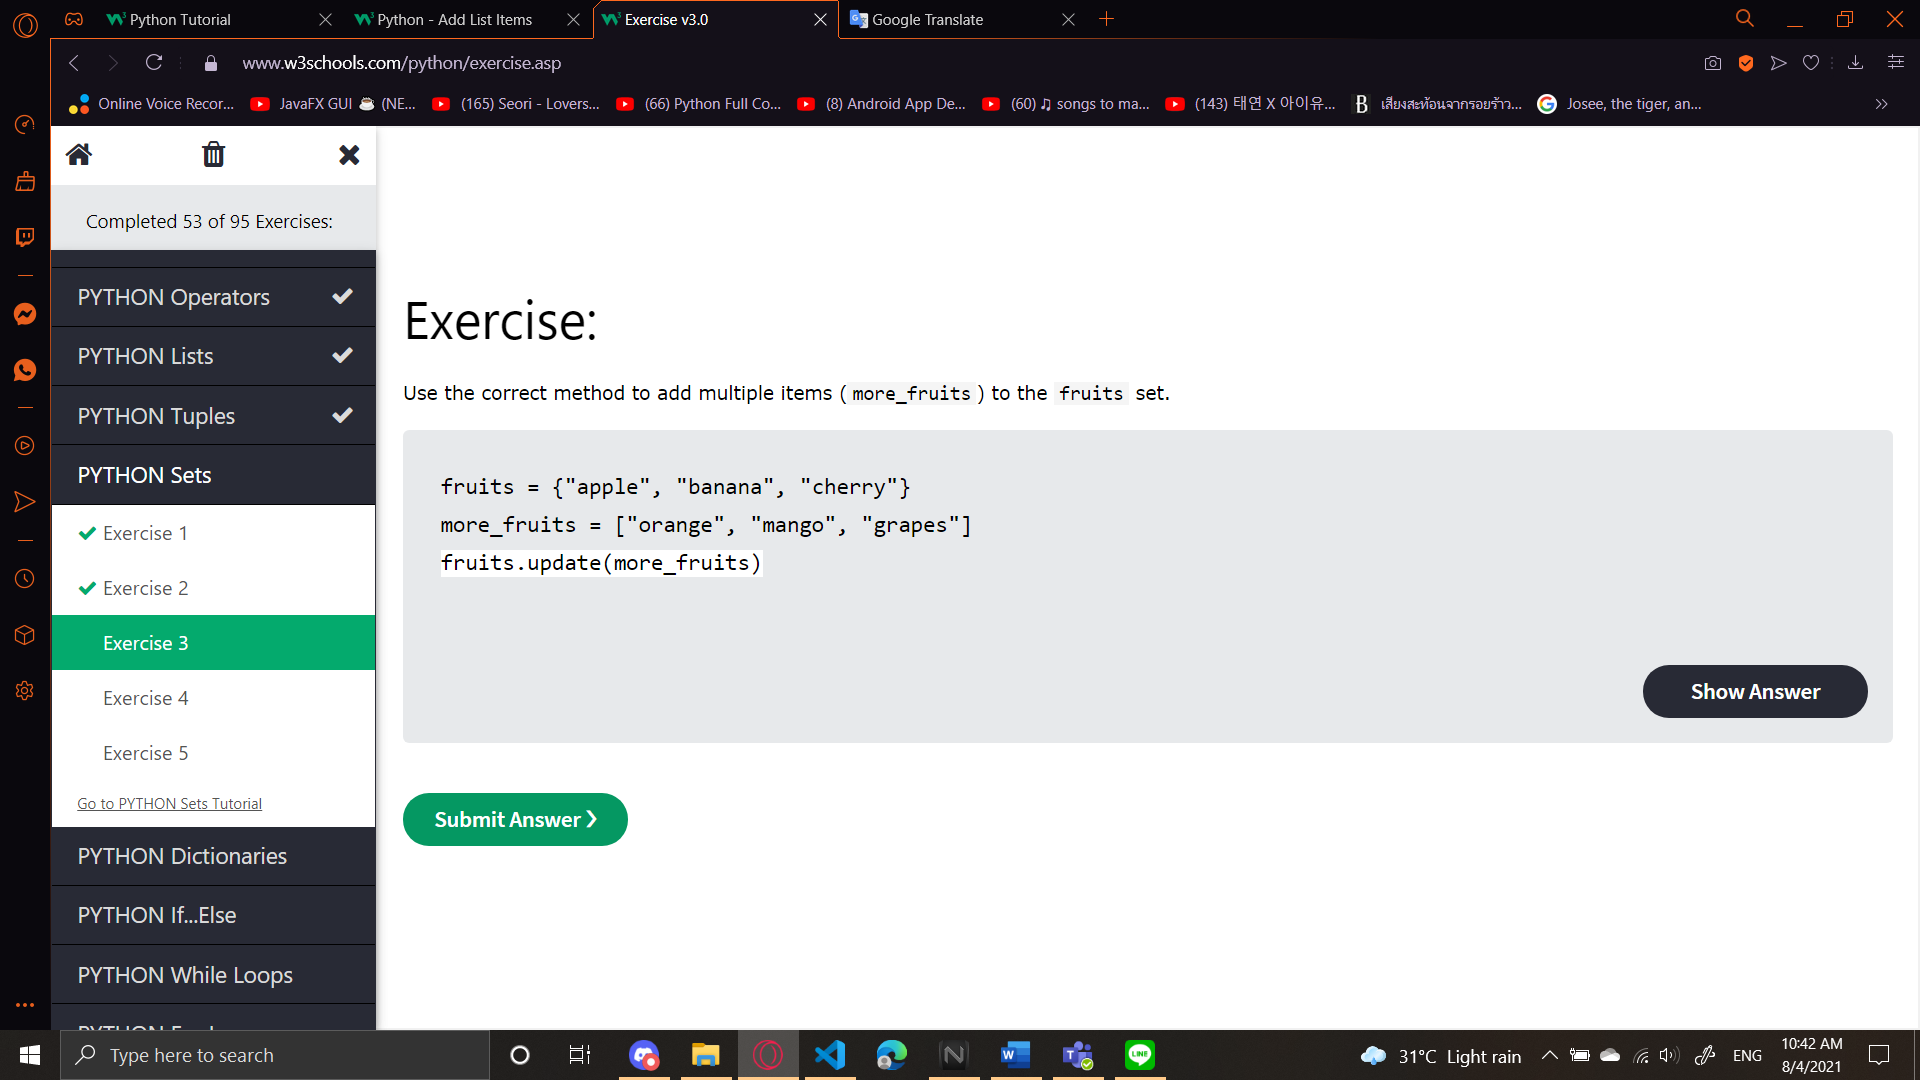 Python Tutorial
Python - Add List Items
Exercise v3.0
Google Translate
www.w3schools.com/python/exercise.asp
Online Voice Recor...
JavaFX GUI ☕ (NE...
(165) Seori - Lovers...
(66) Python Full Co...
(8) Android App De...
(60) ♫ songs to ma...
(143) 태연 X 아이유...
เสียงสะท้อนจากรอยร้าว...
Josee, the tiger, an...
Completed 53 of 95 Exercises:
PYTHON Operators
PYTHON Lists
PYTHON Tuples
PYTHON Sets
Exercise 1
Exercise 2
Exercise 3
Exercise 4
Exercise 5
Go to PYTHON Sets Tutorial
PYTHON Dictionaries
PYTHON If...Else
PYTHON While Loops
Exercise:
Use the correct method to add multiple items (more_fruits) to the fruits set.
fruits = {"apple", "banana", "cherry"}
more_fruits = ["orange", "mango", "grapes"]
fruits.update(more_fruits)
Show Answer
Submit Answer ❯
Type here to search
31°C Light rain
ENG
10:42 AM
8/4/2021